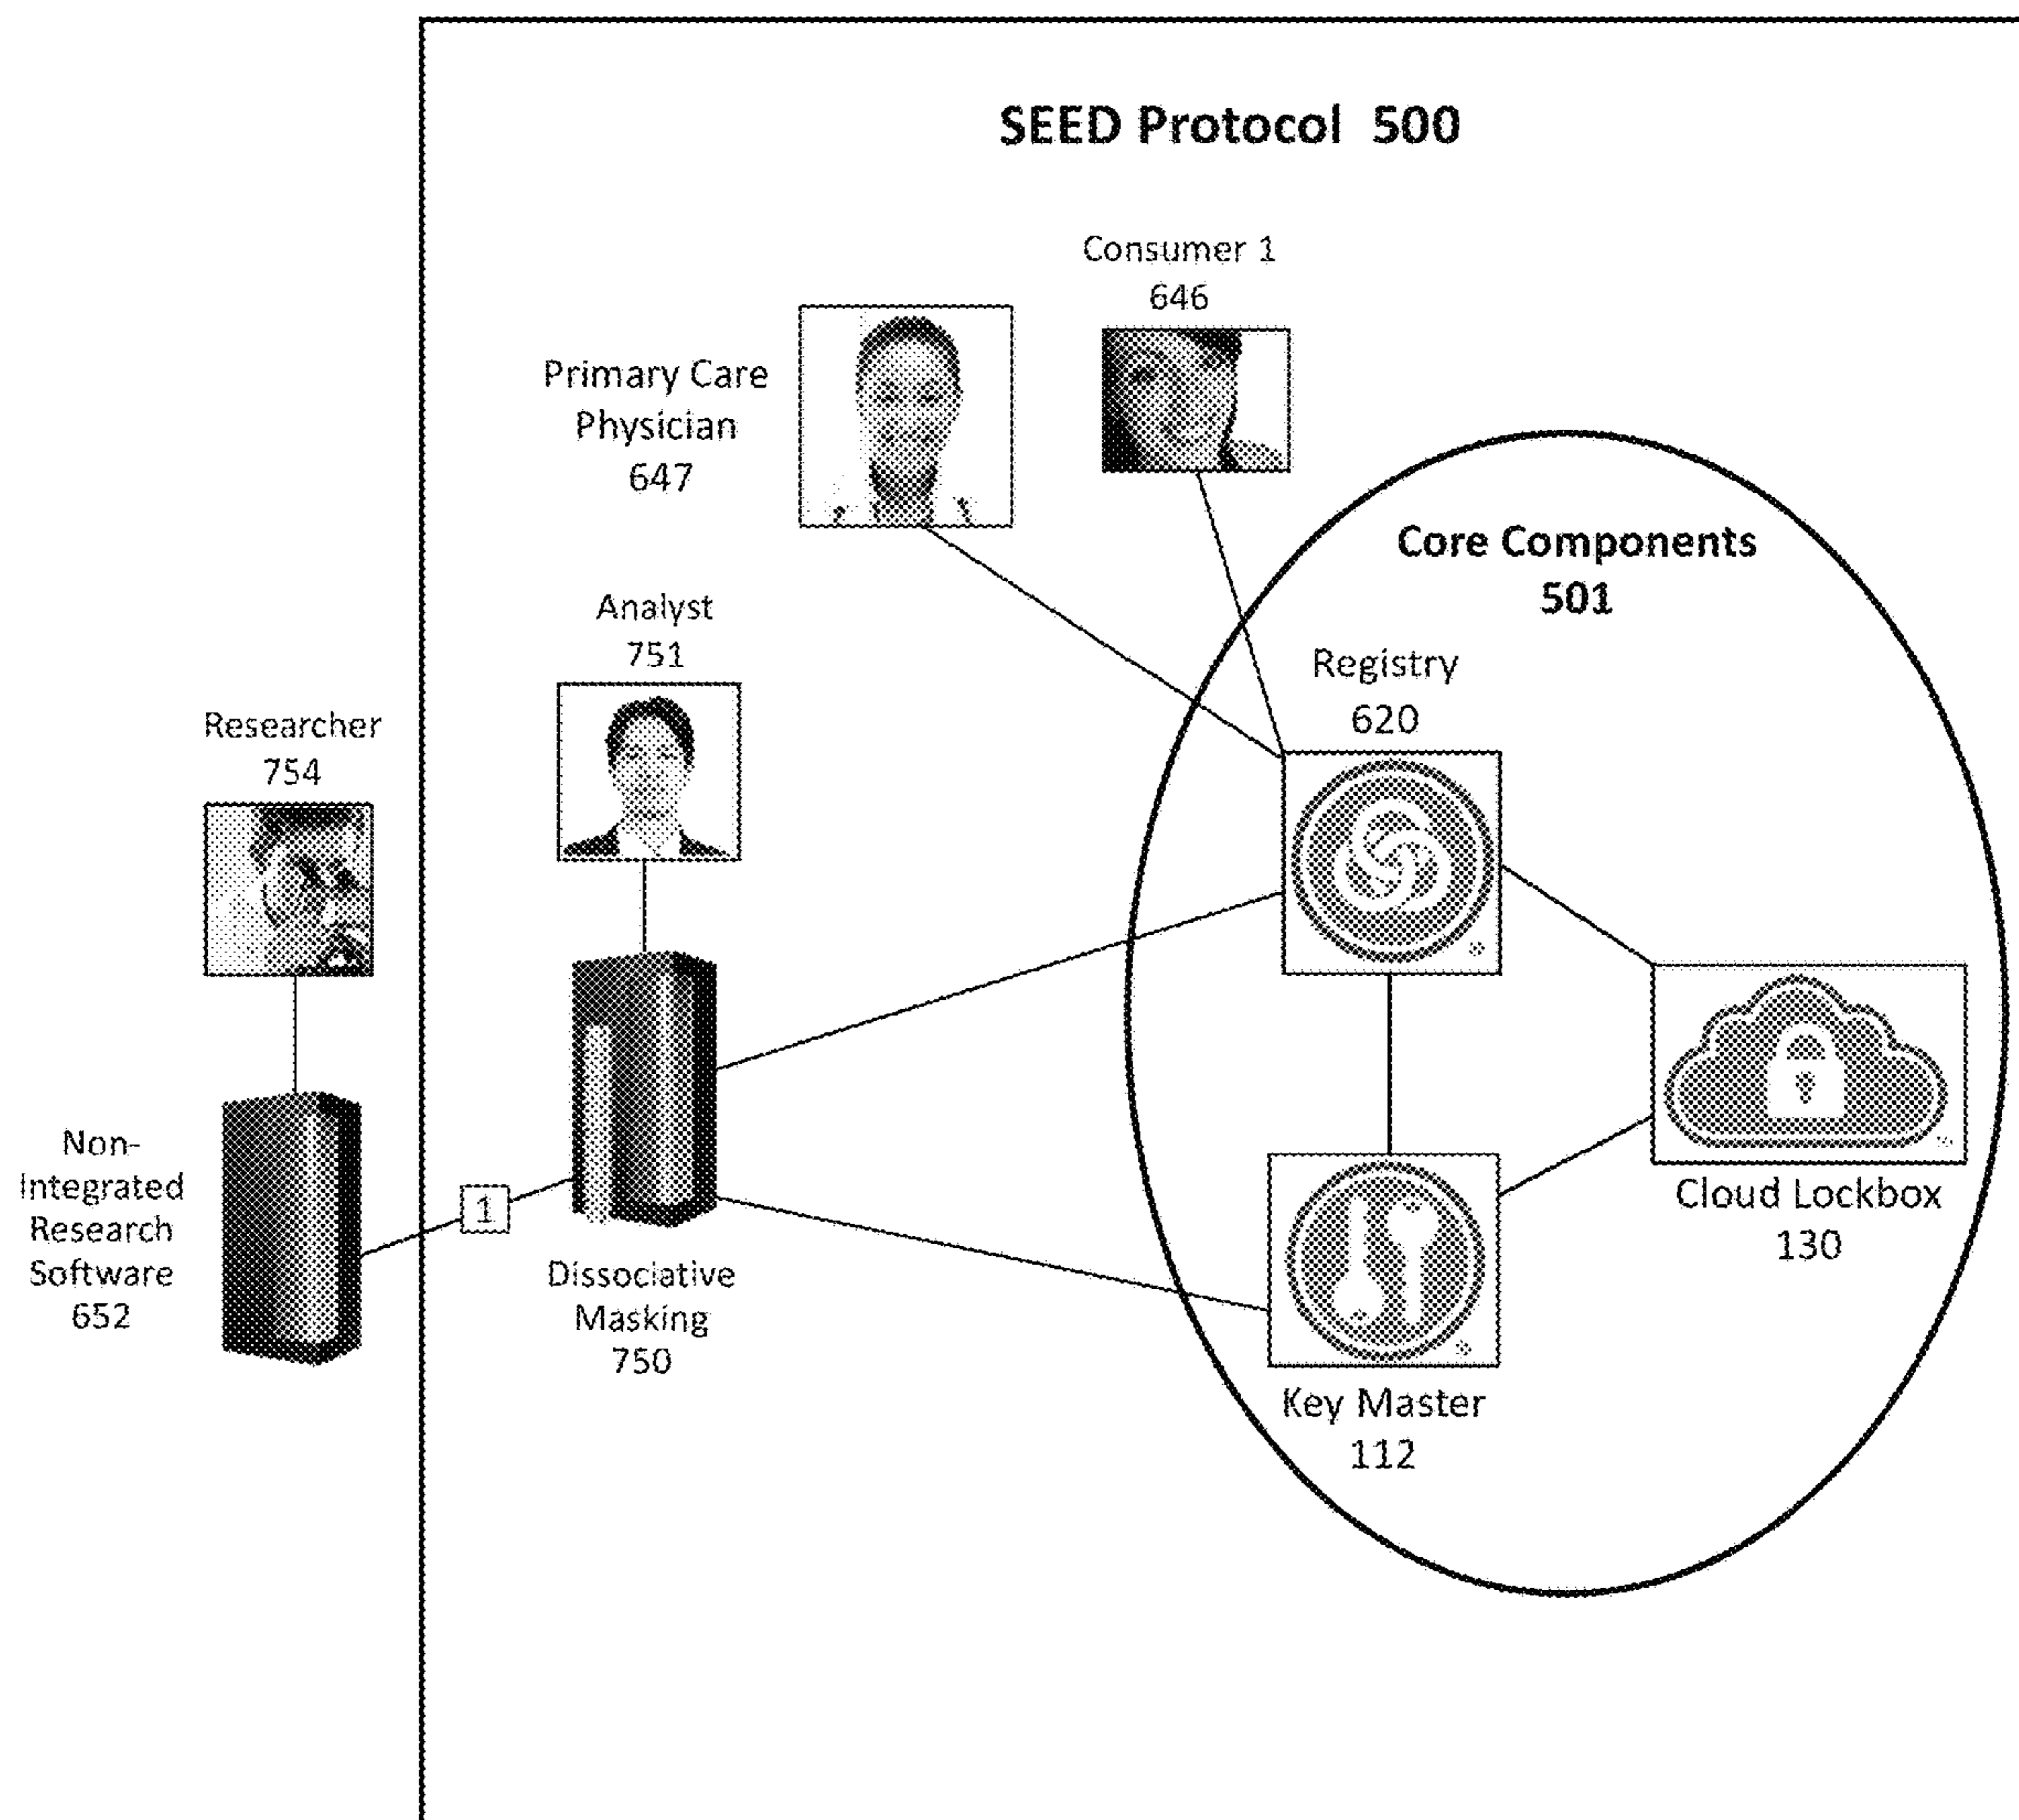 SEED Protocol 500
Consumer 1
646
Primary Care
Physician
647
Core Components
501
Analyst
751
Registry
620
Researcher
754
Non-
Integrated
Research
Software
652
1
Dissociative
Masking
750
Cloud Lockbox
130
Key Master
112